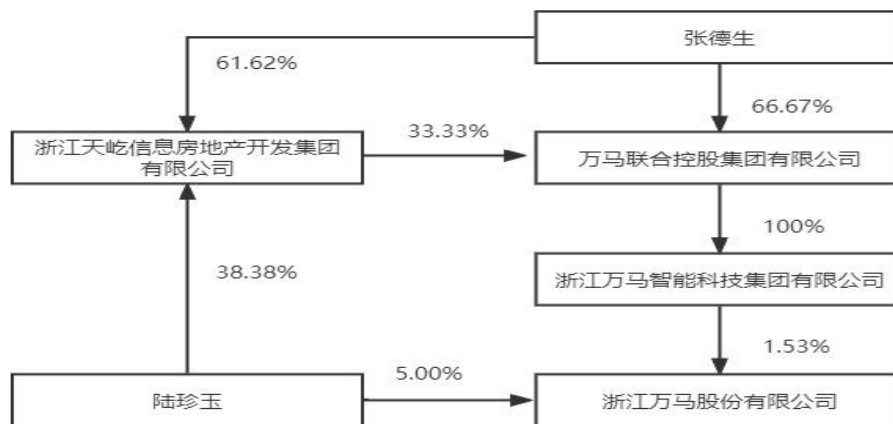 张德生
61.62%
66.67%
浙江天屹信息房地产开发集团
有限公司
33.33%
万马联合控股集团有限公司
100%
38.38%
浙江万马智能科技集团有限公司
1.53%
陆珍玉
5.00%
浙江万马股份有限公司